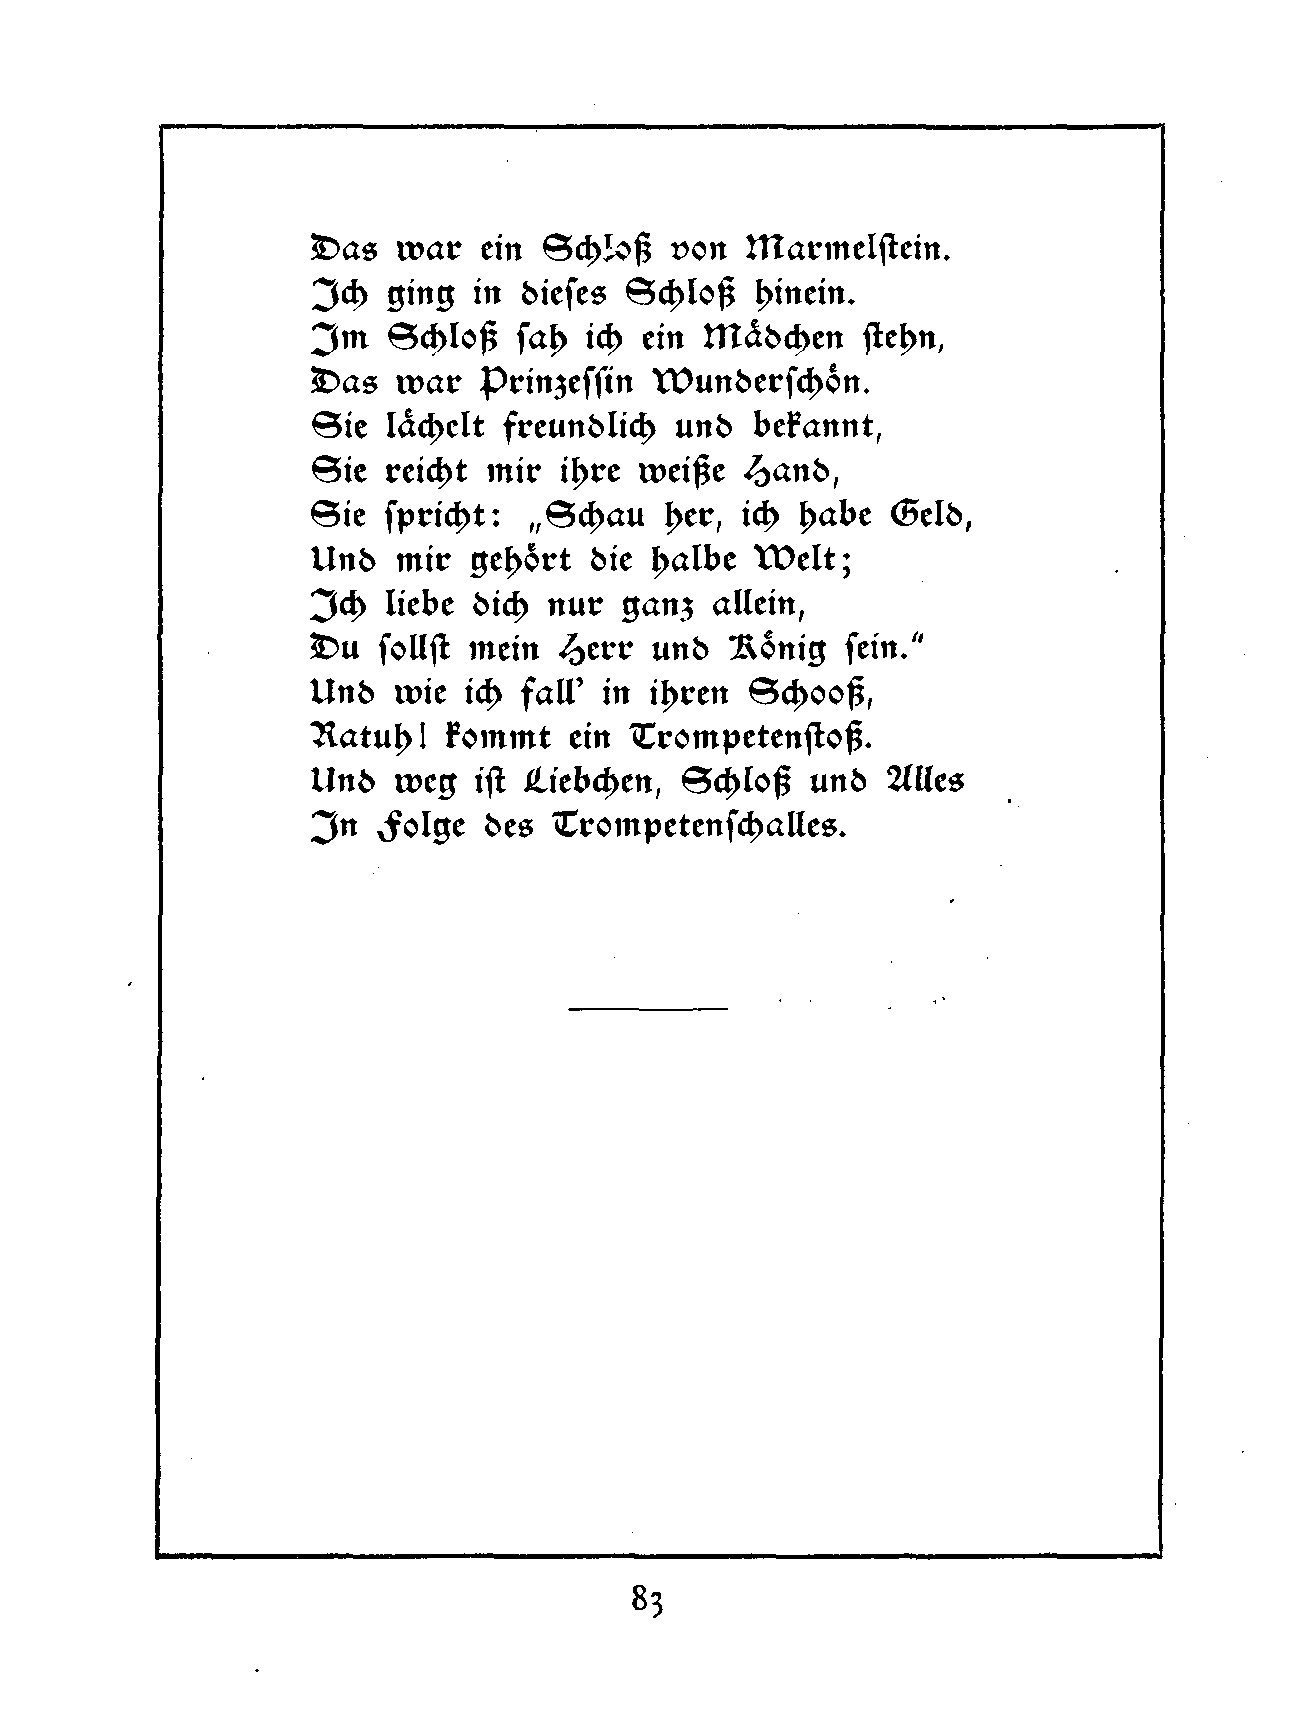 Das war ein Schloß von Marmelſtein.
Ich ging in dieſes Schloß hinein.
Im Schloß ſah ich ein Mädchen ſtehn,
Das war Prinzeſſin Wunderſchön.
Sie lächelt freundlich und bekannt,
Sie reicht mir ihre weiße Hand,
Sie ſpricht: „Schau her, ich habe Geld,
Und mir gehört die halbe Welt;
Ich liebe dich nur ganz allein,
Du ſollſt mein Herr und König ſein.“
Und wie ich fall’ in ihren Schooß,
Ratuh! kommt ein Trompetenſtoß.
Und weg iſt Liebchen, Schloß und Alles
In Folge des Trompetenſchalles.
83